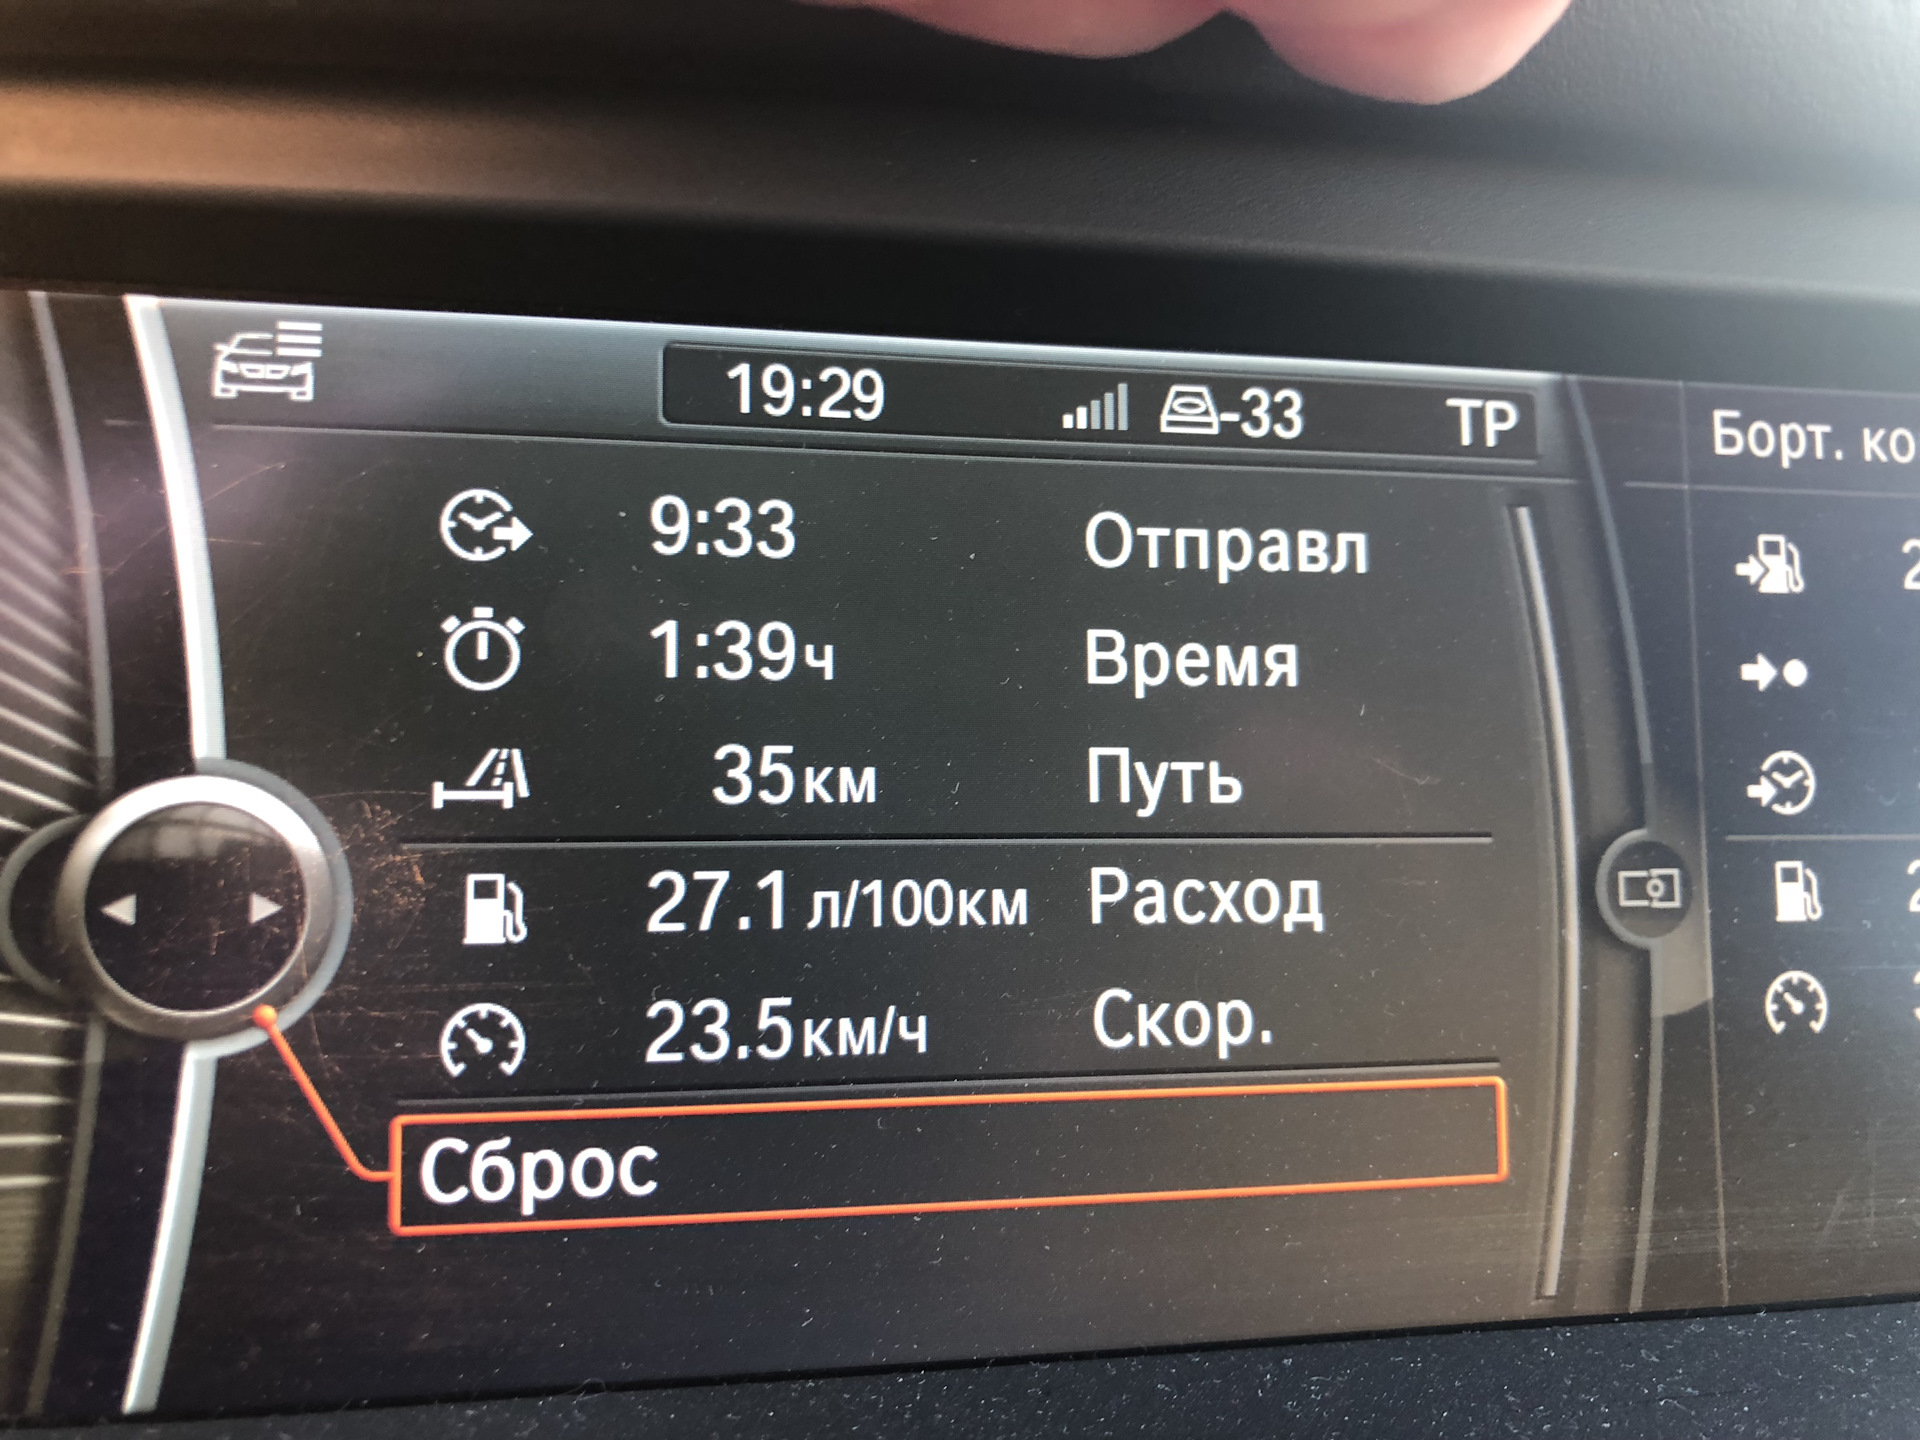 19:29 -33 TP
Борт. ко
9:33 Отправл
1:39ч Время
35км Путь
27.1 л/100км Расход
23.5км/ч Скор.
Сброс